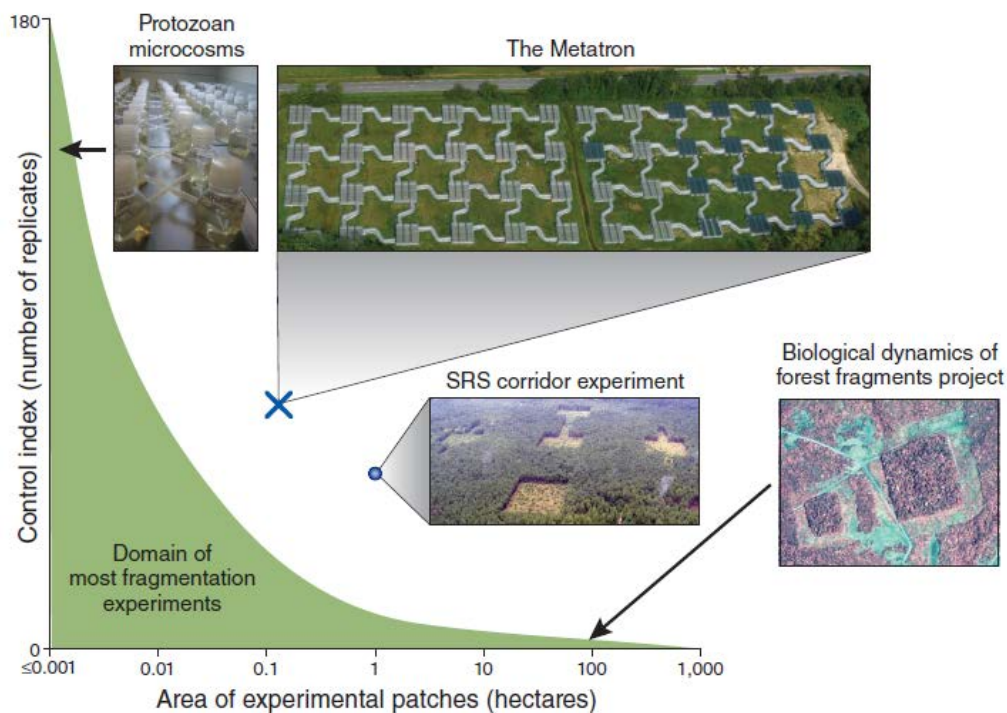 180
Protozoan
microcosms
The Metatron
Control index (number of replicates)
SRS corridor experiment
Biological dynamics of
forest fragments project
Domain of
most fragmentation
experiments
0
≤0.001
0.01
0.1
1
10
100
1,000
Area of experimental patches (hectares)